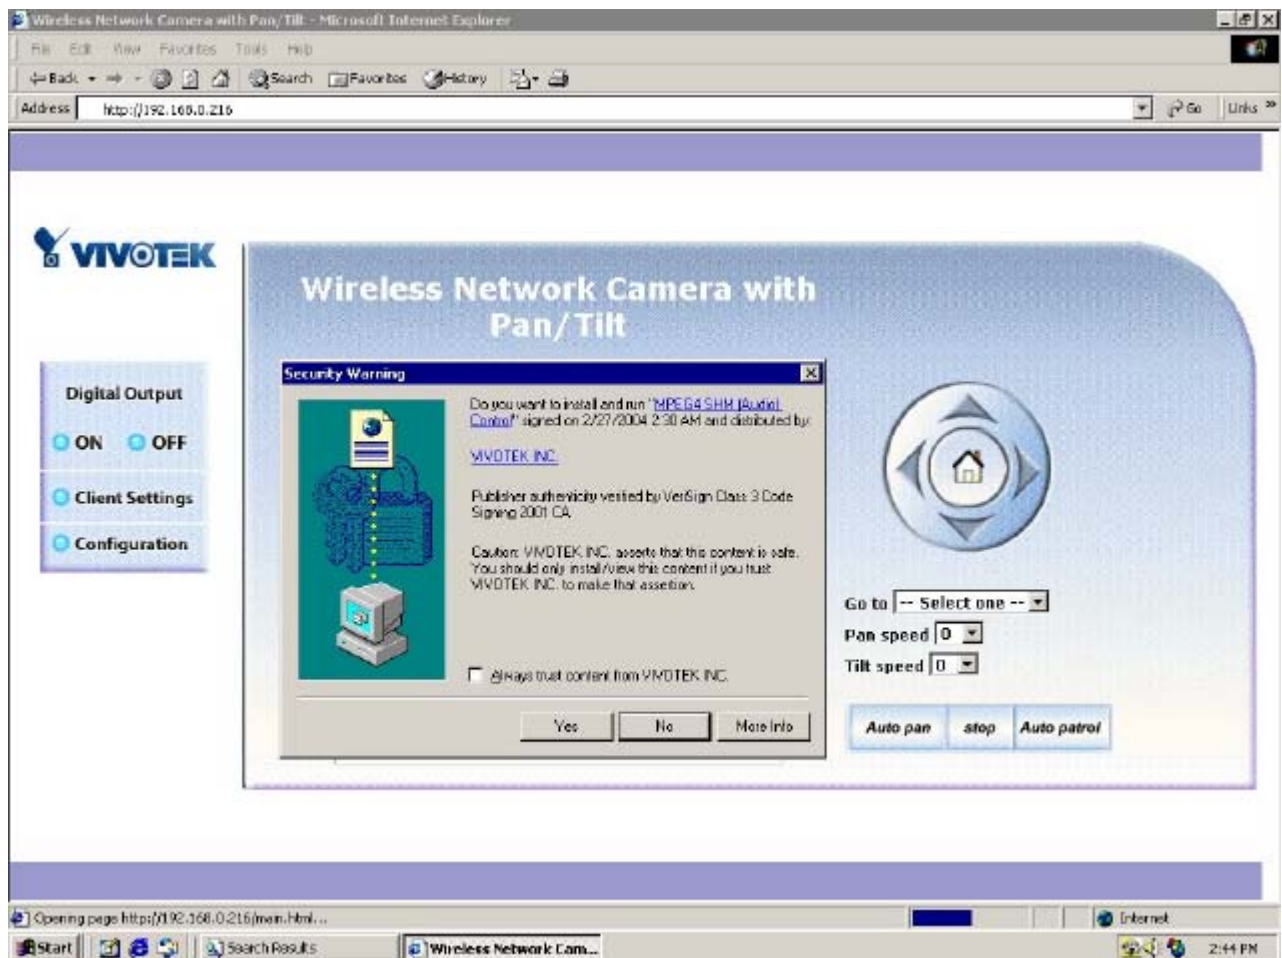 Wireless Network Camera with Pan/Tilt - Microsoft Internet Explorer
File Edit View Favorites Tools Help
Back Search Favorites History
Address http://192.168.0.216 Go Links »
VIVOTEK
Wireless Network Camera with
Pan/Tilt
Digital Output
ON OFF
Client Settings
Configuration
Security Warning
Do you want to install and run "MPEG4 SHM (Audio)
Control" signed on 2/27/2004 2:30 AM and distributed by:
VIVOTEK INC.
Publisher authenticity verified by VeriSign Class 3 Code
Signing 2001 CA
Caution: VIVOTEK INC. asserts that this content is safe.
You should only install/view this content if you trust
VIVOTEK INC. to make that assertion.
Always trust content from VIVOTEK INC.
Yes No More Info
Go to -- Select one --
Pan speed 0
Tilt speed 0
Auto pan stop Auto patrol
Opening page http://192.168.0.216/main.html... Internet
Start Search Results Wireless Network Cam... 2:44 PM